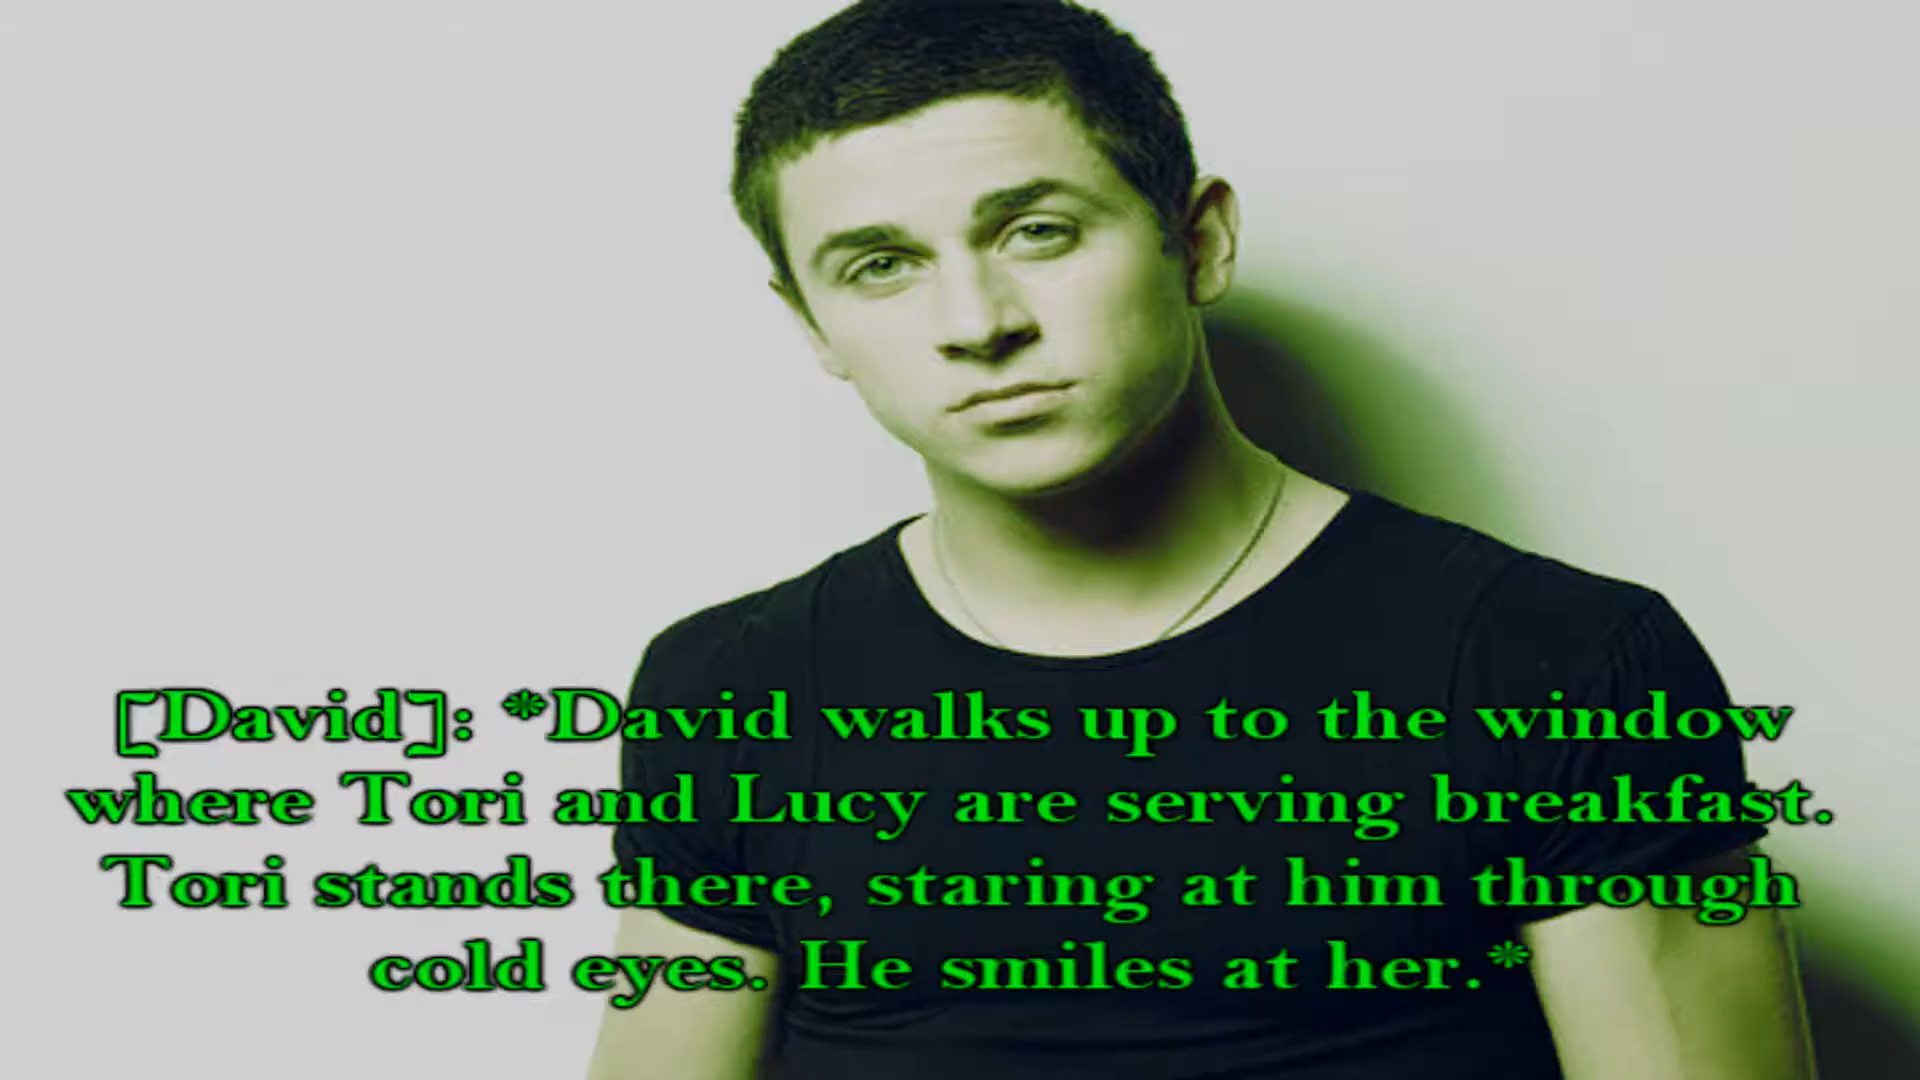 [David]: *David walks up to the window
where Tori and Lucy are serving breakfast.
Tori stands there, staring at him through
cold eyes. He smiles at her.*